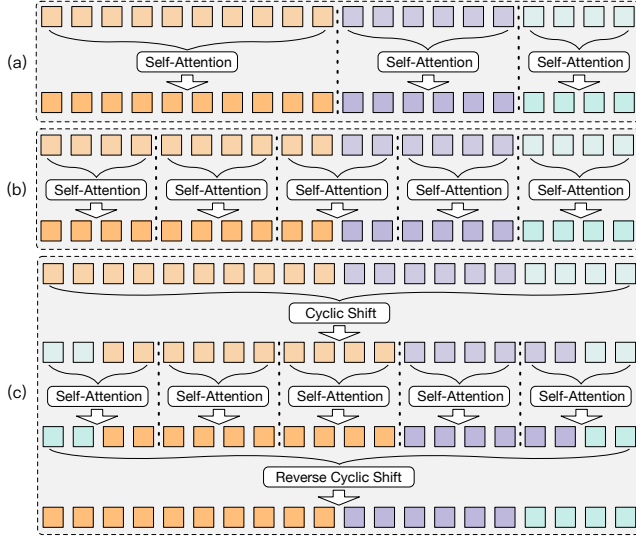 (a)
Self-Attention Self-Attention Self-Attention
(b)
Self-Attention Self-Attention Self-Attention Self-Attention Self-Attention
Cyclic Shift
(c)
Self-Attention Self-Attention Self-Attention Self-Attention Self-Attention
Reverse Cyclic Shift